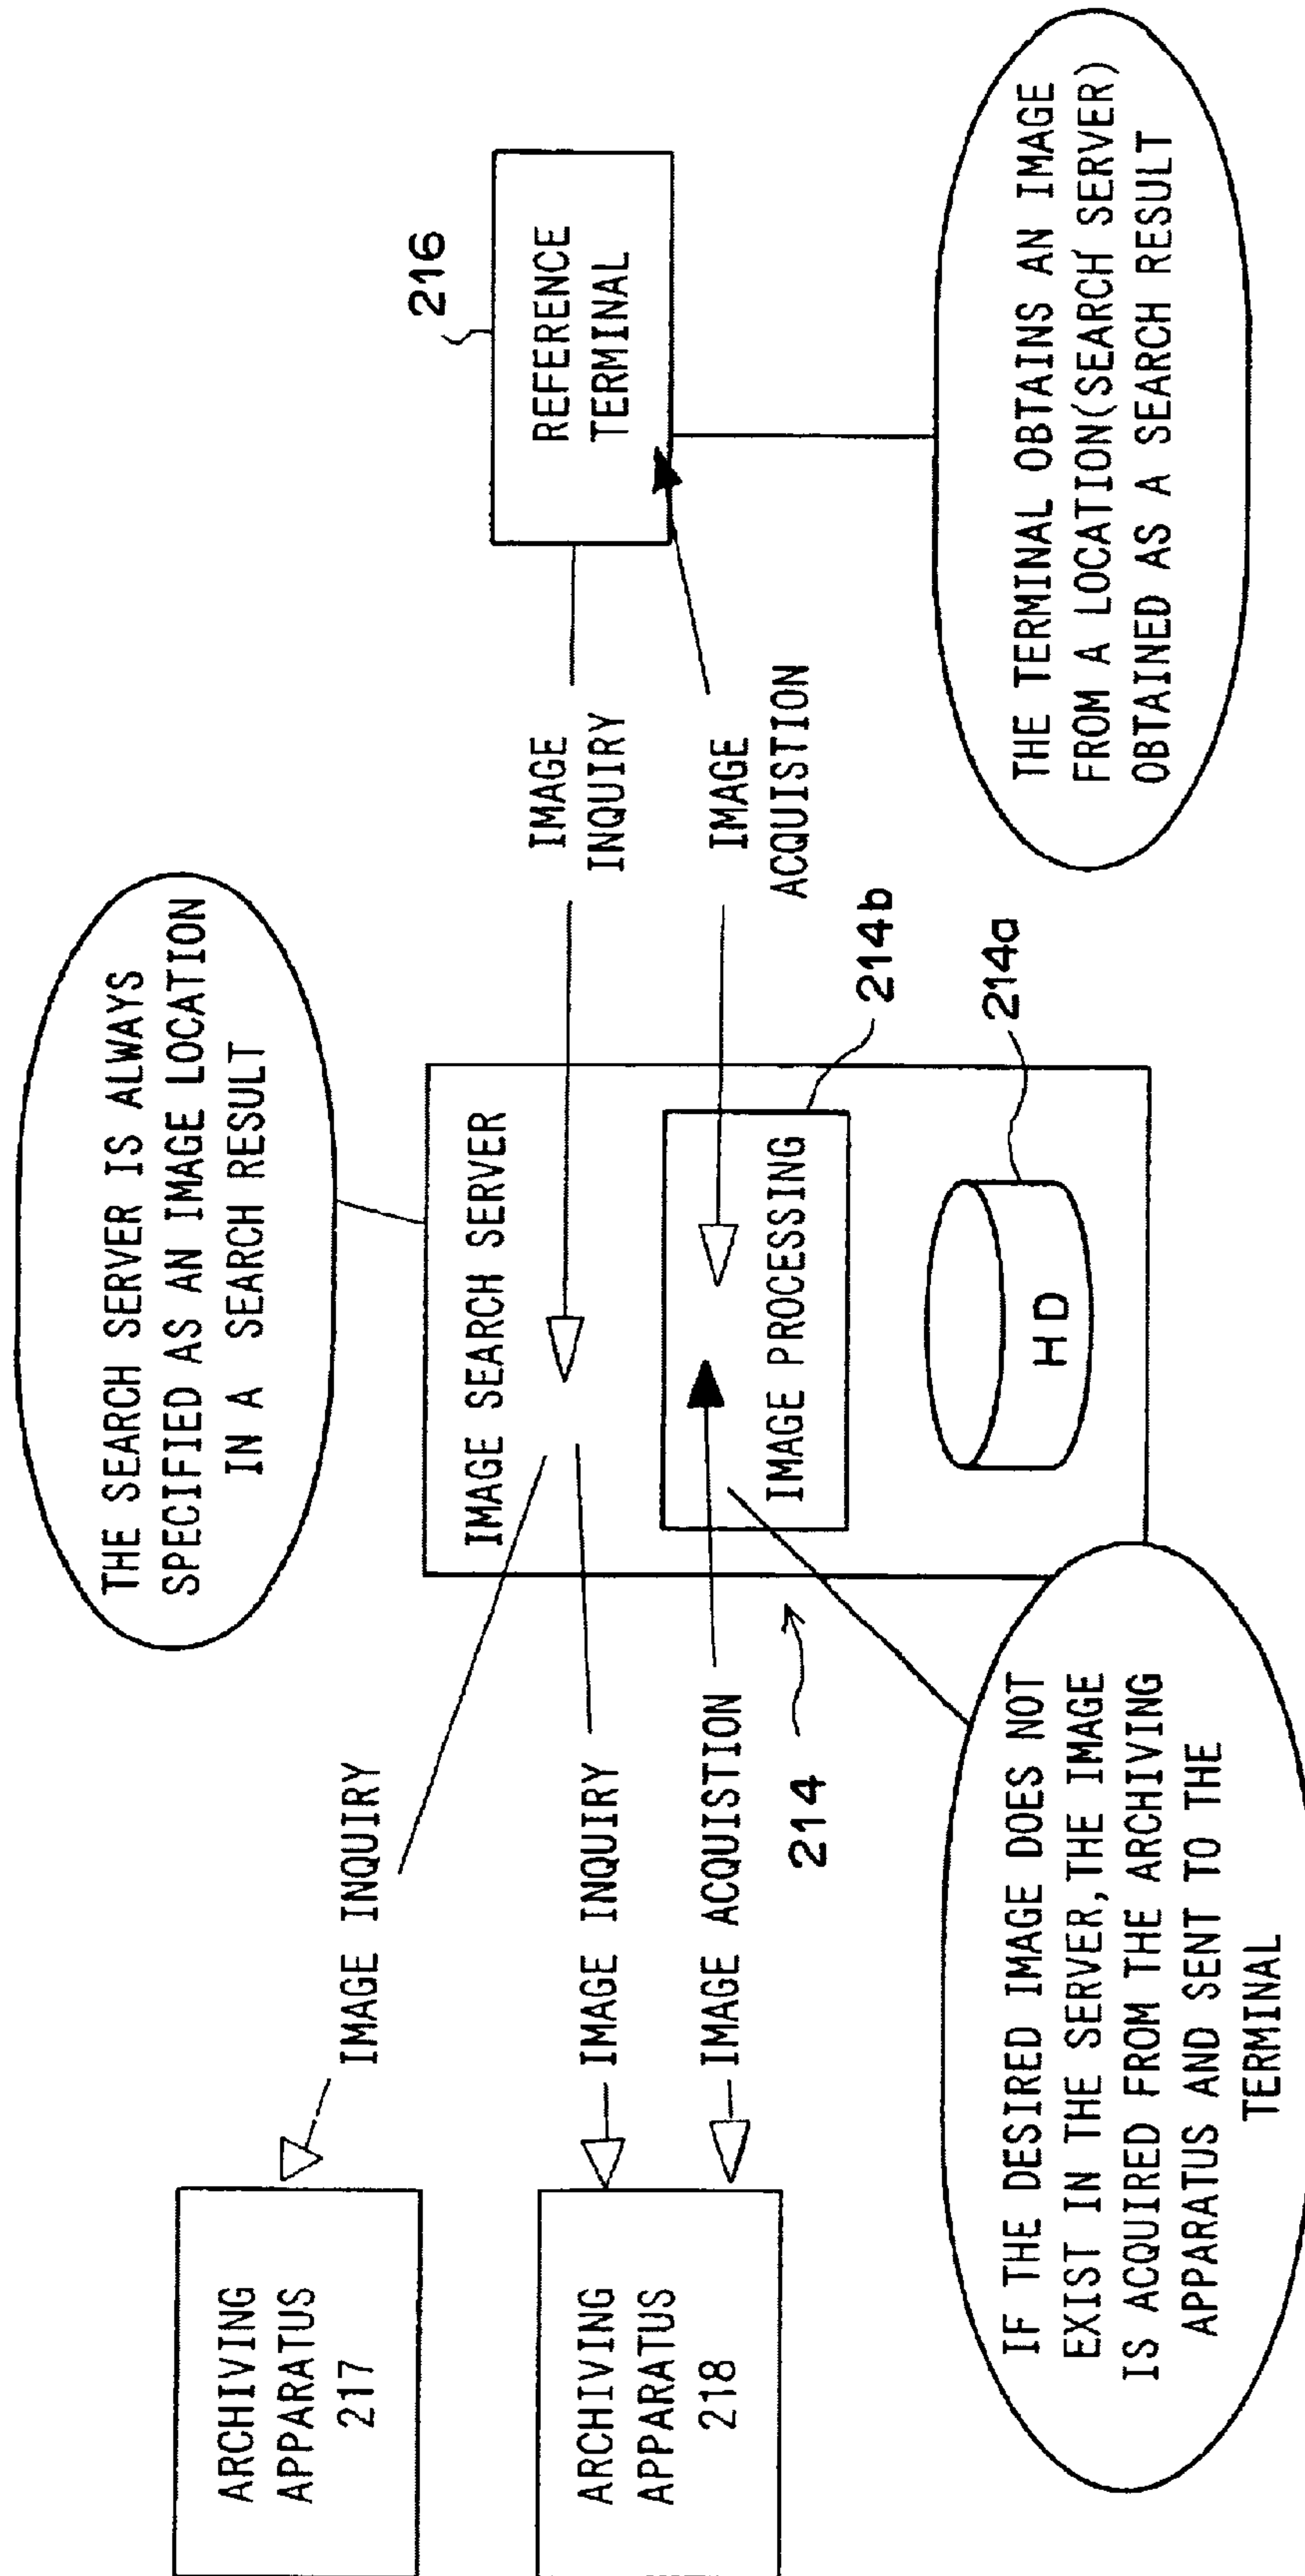 THE SEARCH SERVER IS ALWAYS
SPECIFIED AS AN IMAGE LOCATION
IN A SEARCH RESULT
ARCHIVING
APPARATUS
217
IMAGE INQUIRY
ARCHIVING
APPARATUS
218
IMAGE INQUIRY
IMAGE ACQUISTION
214
IMAGE SEARCH SERVER
IMAGE PROCESSING
214b
HD
214a
IMAGE
INQUIRY
IMAGE
ACQUISTION
216
REFERENCE
TERMINAL
IF THE DESIRED IMAGE DOES NOT
EXIST IN THE SERVER,THE IMAGE
IS ACQUIRED FROM THE ARCHIVING
APPARATUS AND SENT TO THE
TERMINAL
THE TERMINAL OBTAINS AN IMAGE
FROM A LOCATION(SEARCH SERVER)
OBTAINED AS A SEARCH RESULT